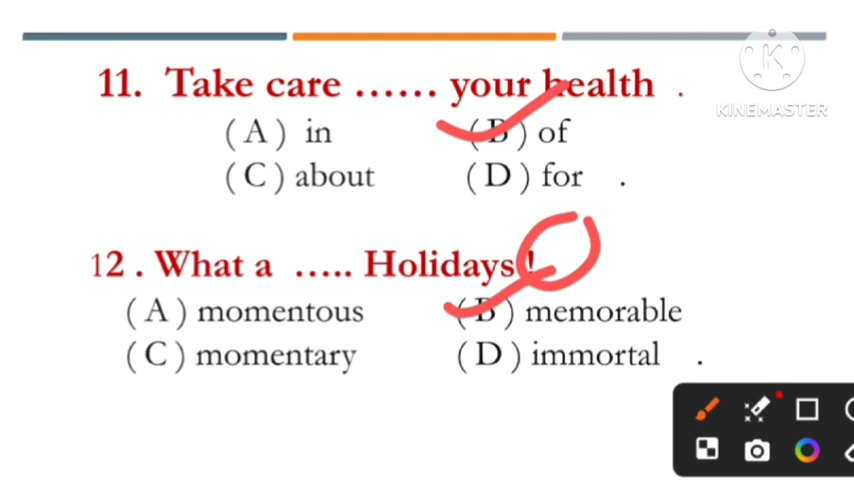 11. Take care ...... your health .
KINEMASTER
( A ) in ( B ) of
( C ) about ( D ) for .
12 . What a ..... Holidays !
( A ) momentous ( B ) memorable
( C ) momentary ( D ) immortal .